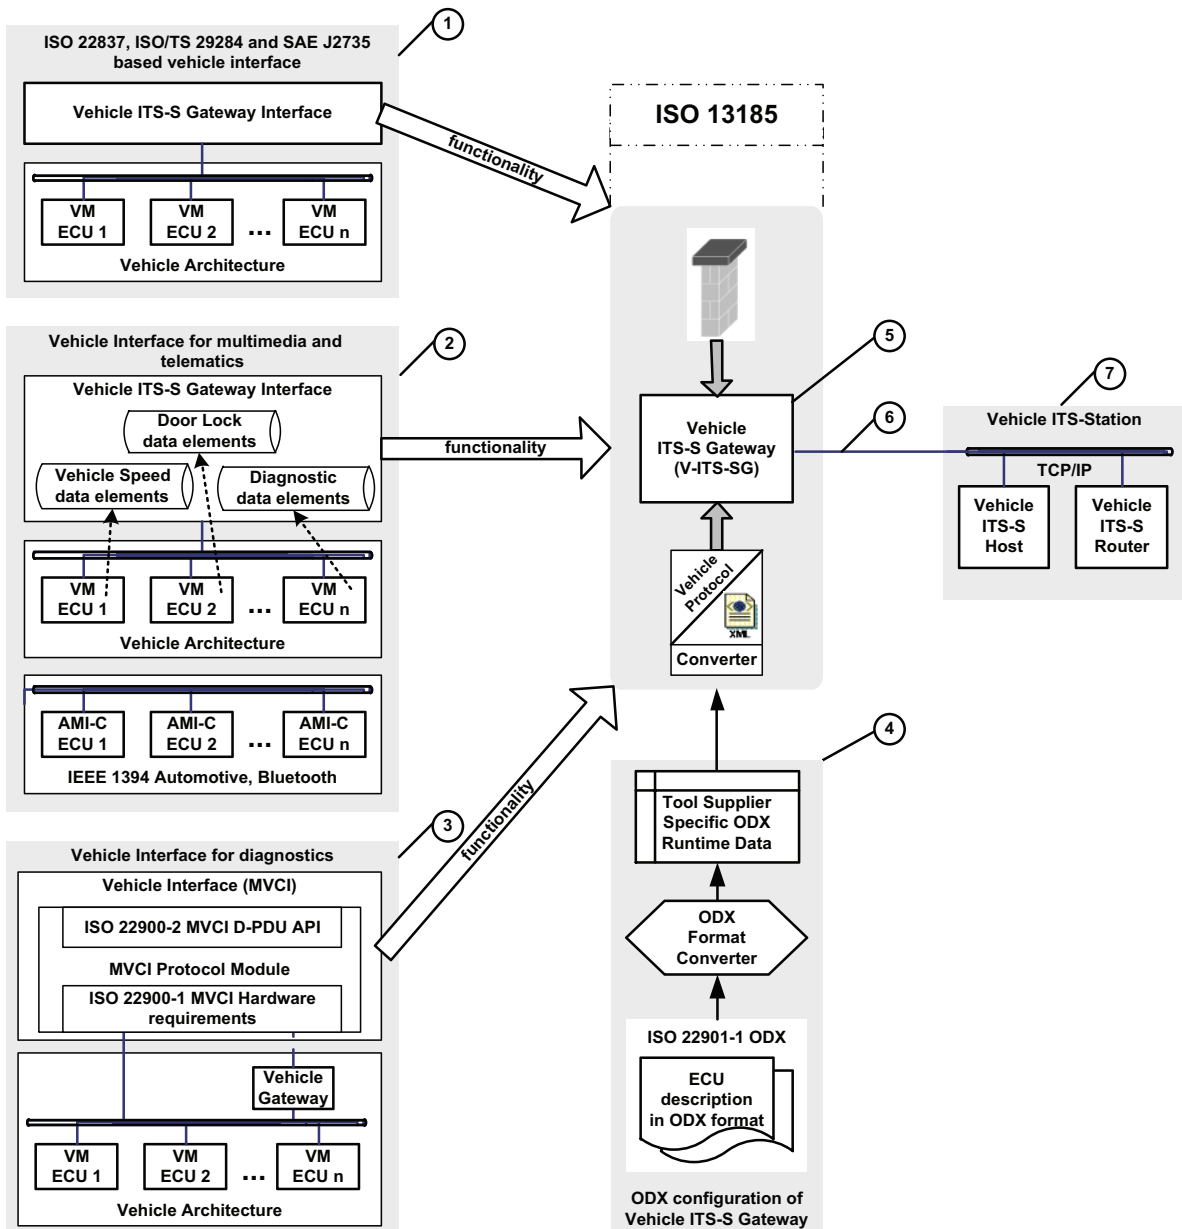 1
ISO 22837, ISO/TS 29284 and SAE J2735
based vehicle interface
Vehicle ITS-S Gateway Interface
VM
ECU 1
VM
ECU 2
...
VM
ECU n
Vehicle Architecture
functionality
2
Vehicle Interface for multimedia and
telematics
Vehicle ITS-S Gateway Interface
Door Lock
data elements
Vehicle Speed
data elements
Diagnostic
data elements
VM
ECU 1
VM
ECU 2
...
VM
ECU n
Vehicle Architecture
AMI-C
ECU 1
AMI-C
ECU 2
...
AMI-C
ECU n
IEEE 1394 Automotive, Bluetooth
functionality
3
Vehicle Interface for diagnostics
Vehicle Interface (MVCI)
ISO 22900-2 MVCI D-PDU API
MVCI Protocol Module
ISO 22900-1 MVCI Hardware
requirements
Vehicle
Gateway
VM
ECU 1
VM
ECU 2
...
VM
ECU n
Vehicle Architecture
functionality
ISO 13185
5
Vehicle
ITS-S Gateway
(V-ITS-SG)
6
Vehicle
Protocol
XML
Converter
4
Tool Supplier
Specific ODX
Runtime Data
ODX
Format
Converter
ISO 22901-1 ODX
ECU
description
in ODX format
ODX configuration of
Vehicle ITS-S Gateway
7
Vehicle ITS-Station
TCP/IP
Vehicle
ITS-S
Host
Vehicle
ITS-S
Router